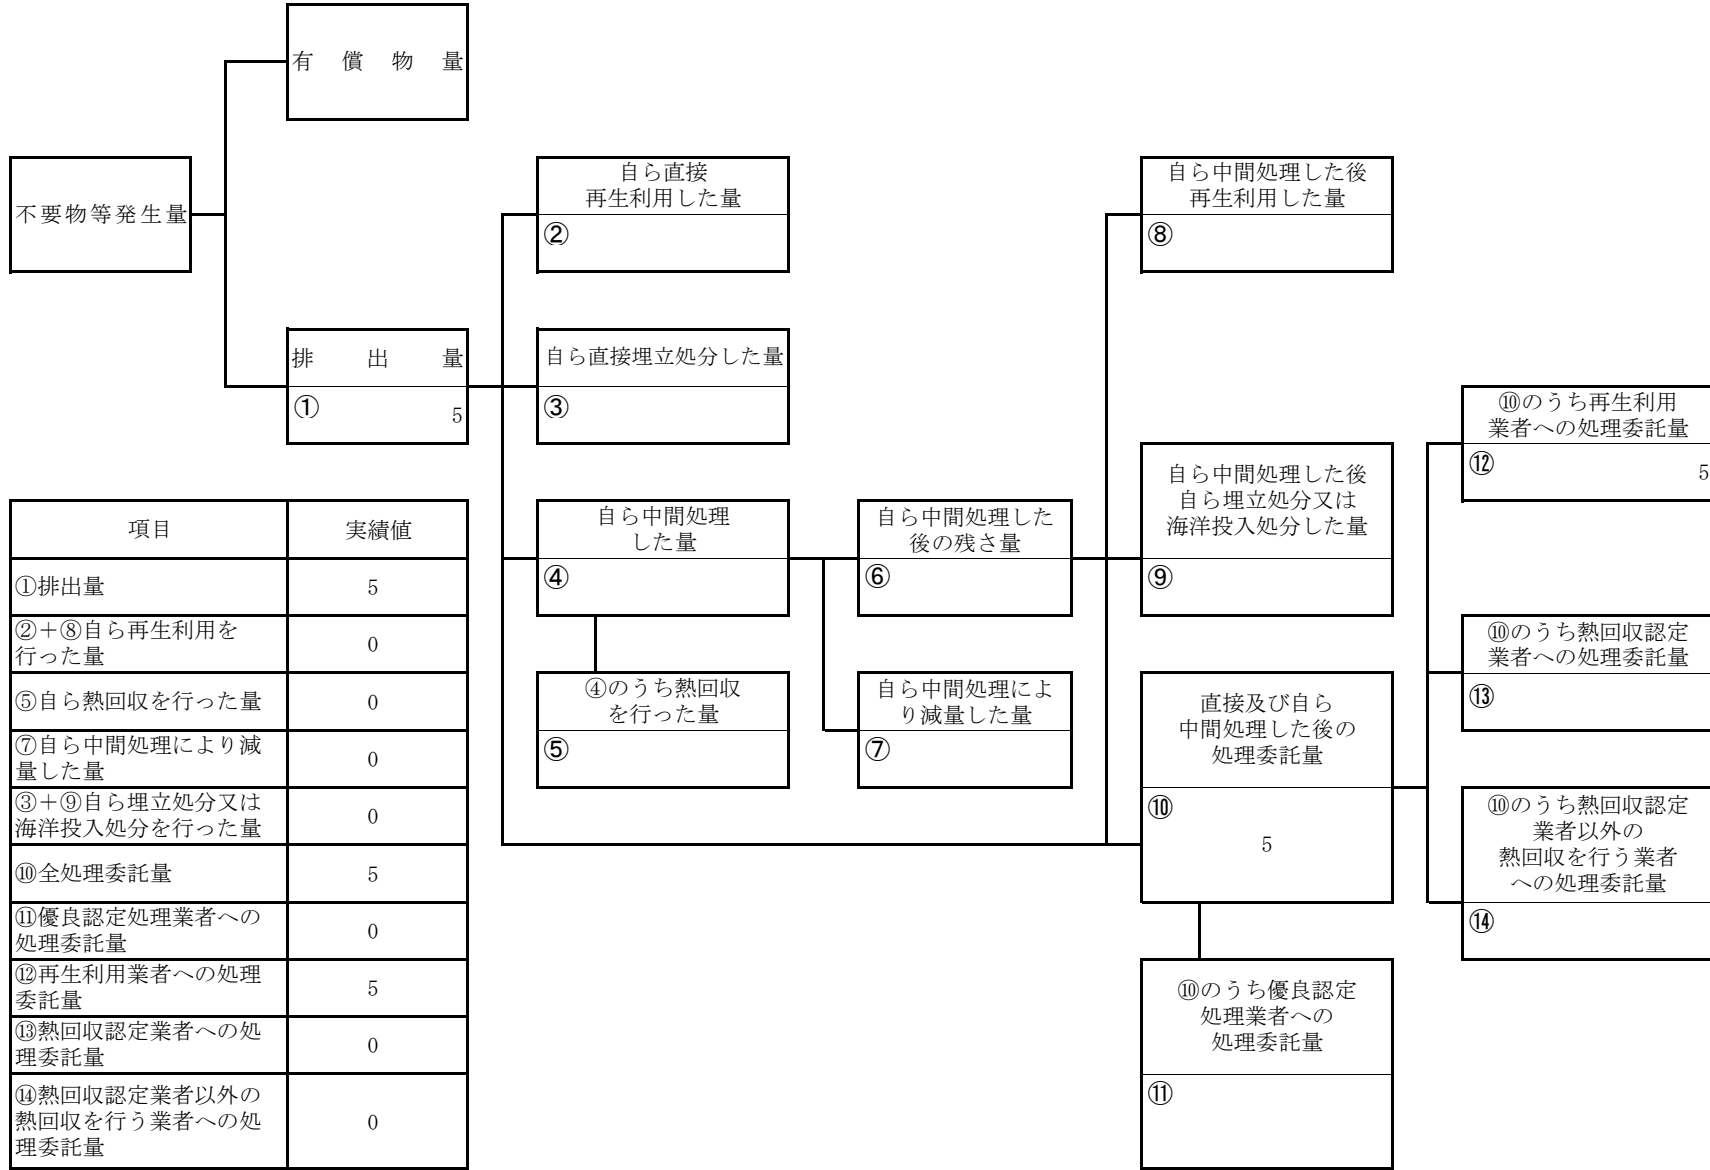 有償物量
不要物等発生量
排出量
① 5
自ら直接
再生利用した量
②
自ら直接埋立処分した量
③
自ら中間処理
した量
④
④のうち熱回収
を行った量
⑤
自ら中間処理した
後の残さ量
⑥
自ら中間処理によ
り減量した量
⑦
自ら中間処理した後
再生利用した量
⑧
自ら中間処理した後
自ら埋立処分又は
海洋投入処分した量
⑨
直接及び自ら
中間処理した後の
処理委託量
⑩
5
⑩のうち優良認定
処理業者への
処理委託量
⑪
⑩のうち再生利用
業者への処理委託量
⑫ 5
⑩のうち熱回収認定
業者への処理委託量
⑬
⑩のうち熱回収認定
業者以外の
熱回収を行う業者
への処理委託量
⑭
項目 実績値
①排出量 5
②+⑧自ら再生利用を
行った量 0
⑤自ら熱回収を行った量 0
⑦自ら中間処理により減
量した量 0
③+⑨自ら埋立処分又は
海洋投入処分を行った量 0
⑩全処理委託量 5
⑪優良認定処理業者への
処理委託量 0
⑫再生利用業者への処理
委託量 5
⑬熱回収認定業者への処
理委託量 0
⑭熱回収認定業者以外の
熱回収を行う業者への処
理委託量 0